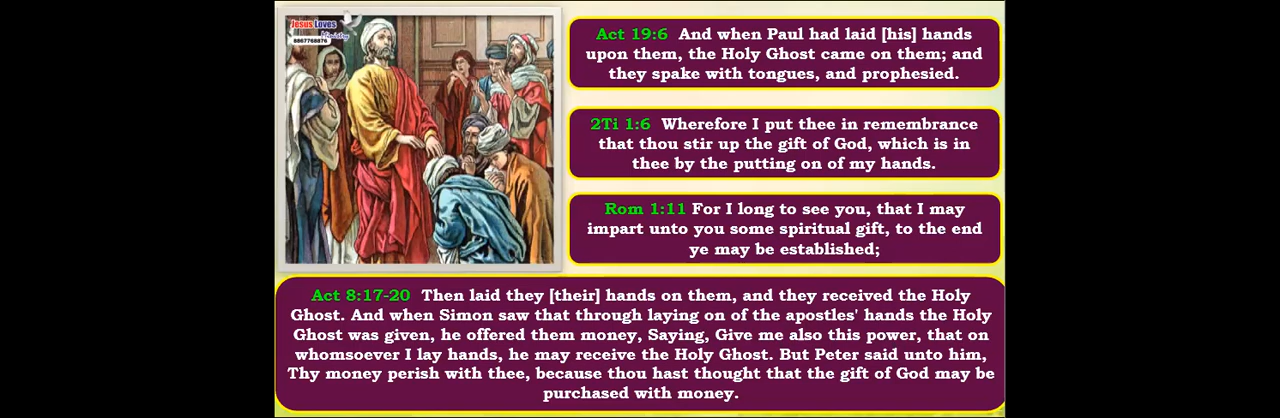 Jesus Loves
Ministry
8867768876
Act 19:6 And when Paul had laid [his] hands
upon them, the Holy Ghost came on them; and
they spake with tongues, and prophesied.
2Ti 1:6 Wherefore I put thee in remembrance
that thou stir up the gift of God, which is in
thee by the putting on of my hands.
Rom 1:11 For I long to see you, that I may
impart unto you some spiritual gift, to the end
ye may be established;
Act 8:17-20 Then laid they [their] hands on them, and they received the Holy
Ghost. And when Simon saw that through laying on of the apostles' hands the Holy
Ghost was given, he offered them money, Saying, Give me also this power, that on
whomsoever I lay hands, he may receive the Holy Ghost. But Peter said unto him,
Thy money perish with thee, because thou hast thought that the gift of God may be
purchased with money.